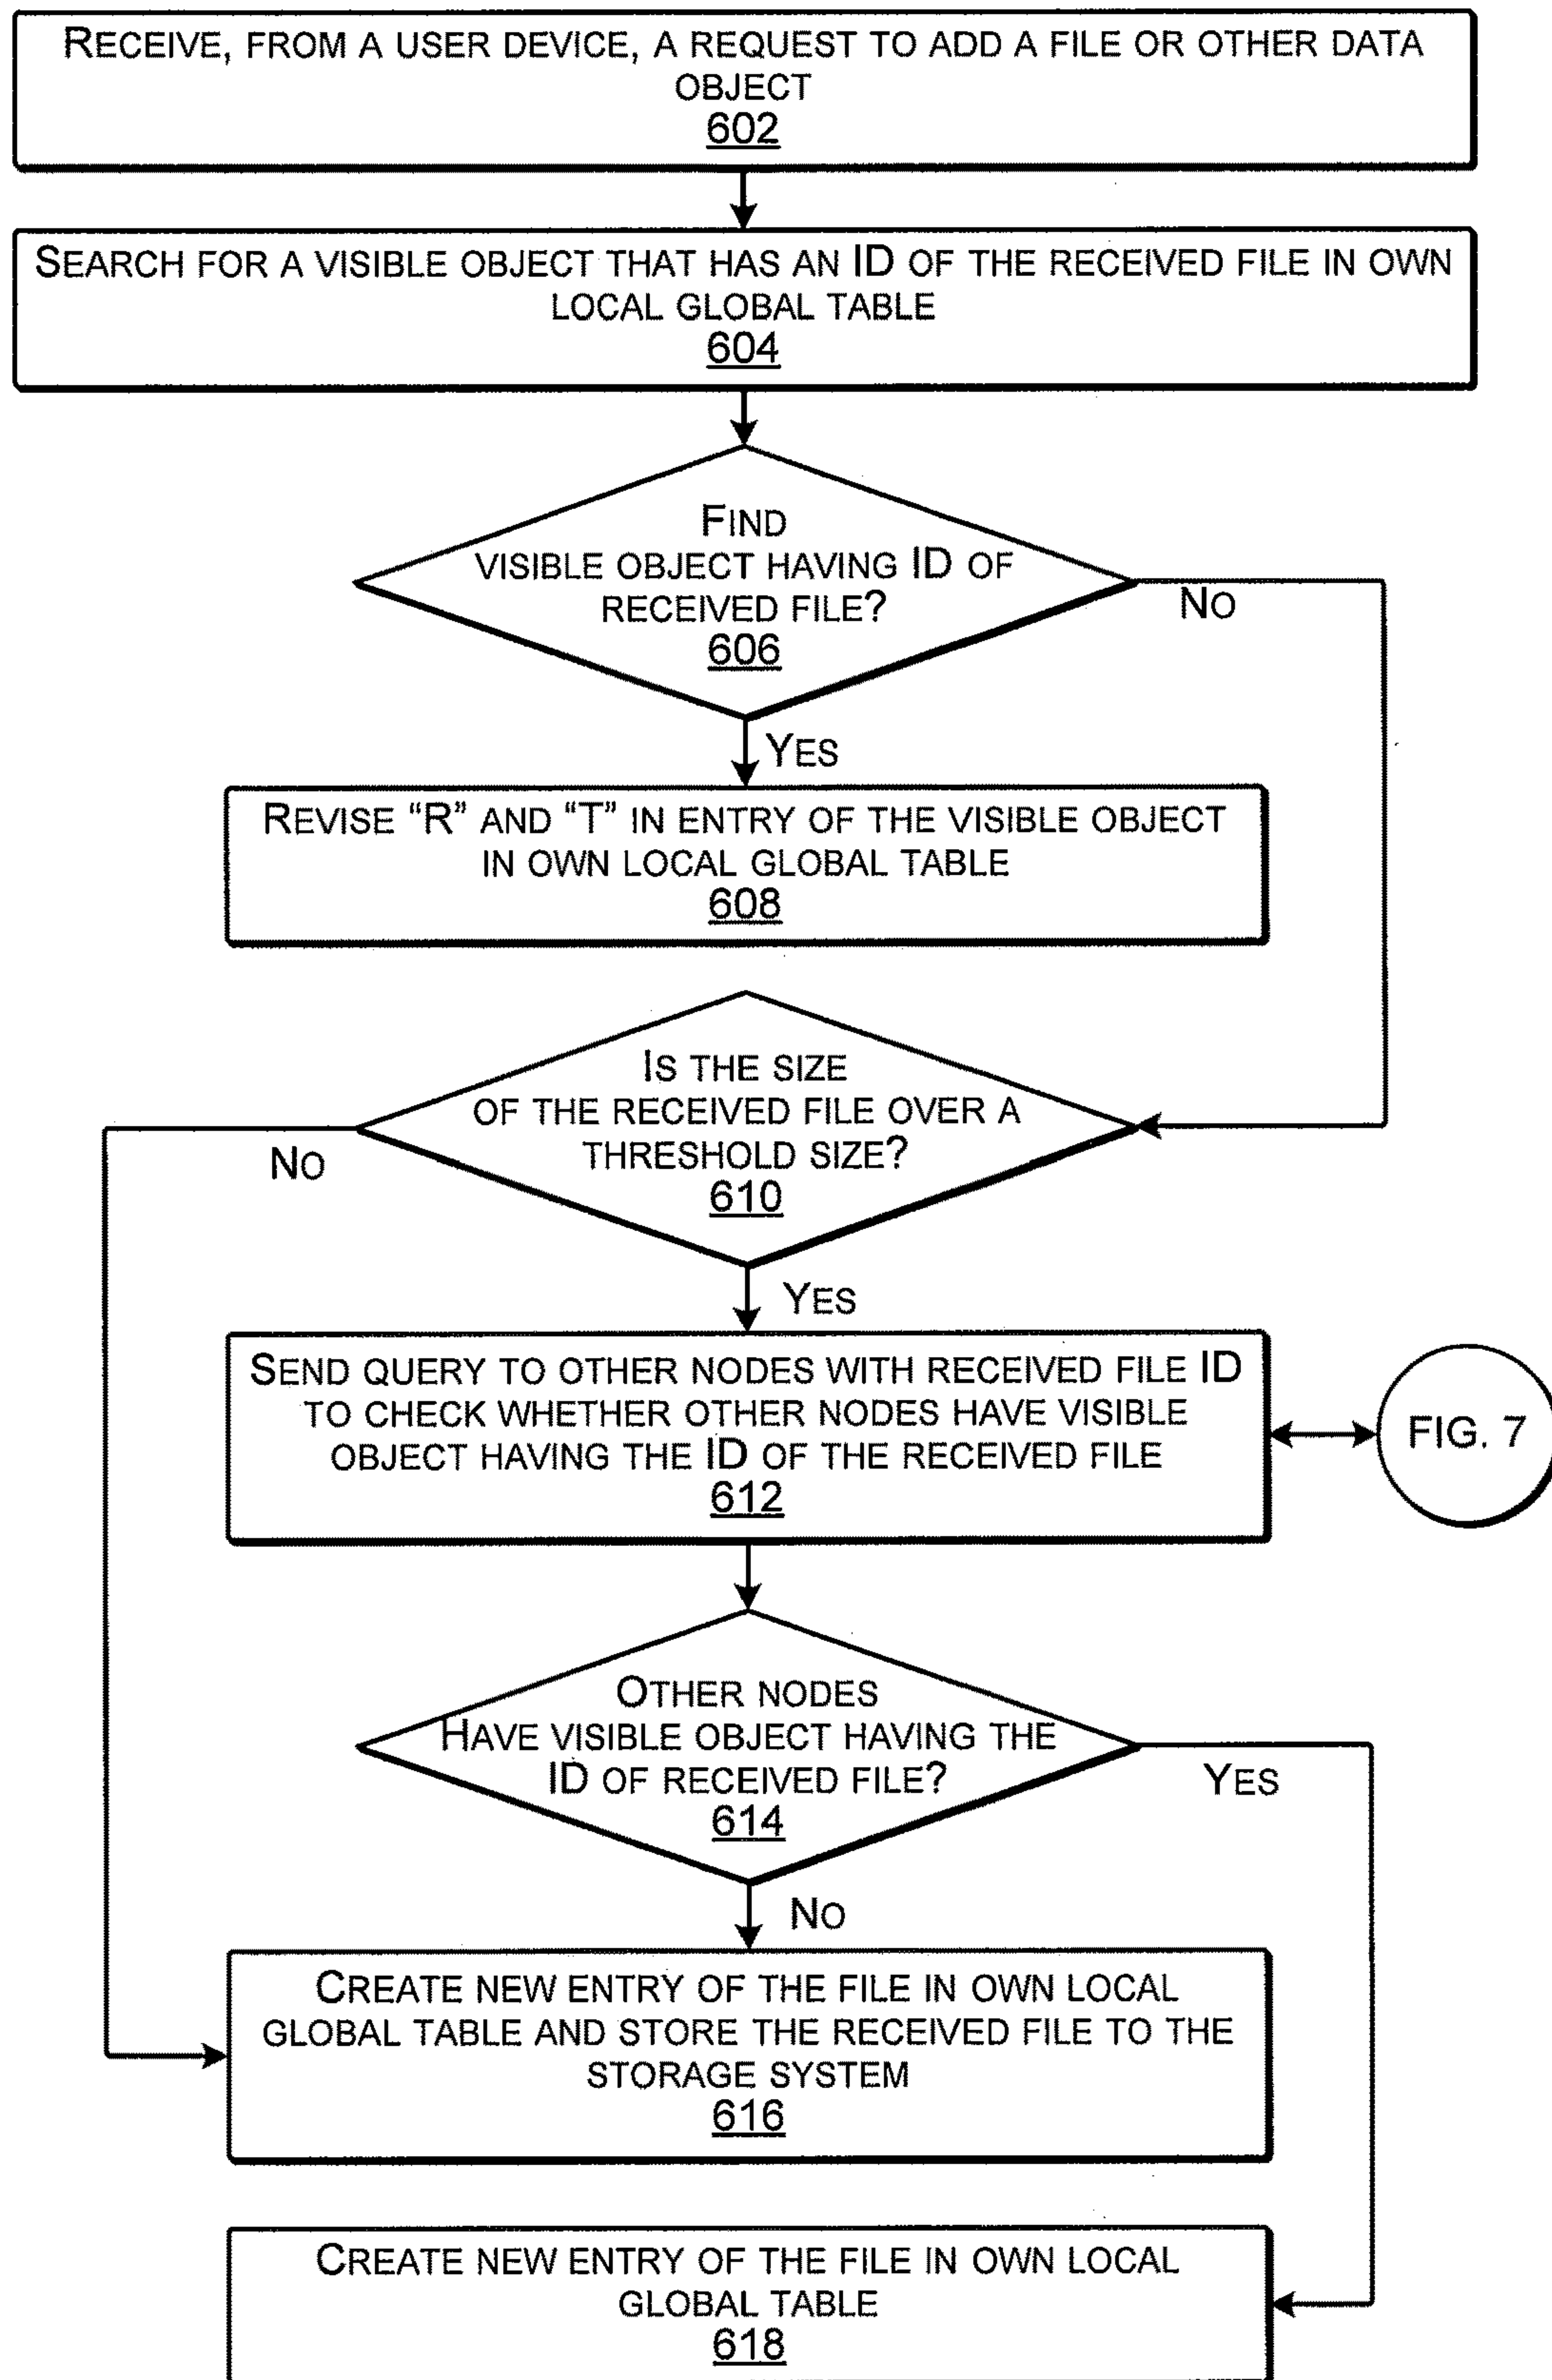 RECEIVE, FROM A USER DEVICE, A REQUEST TO ADD A FILE OR OTHER DATA
OBJECT
602
SEARCH FOR A VISIBLE OBJECT THAT HAS AN ID OF THE RECEIVED FILE IN OWN
LOCAL GLOBAL TABLE
604
FIND
VISIBLE OBJECT HAVING ID OF
RECEIVED FILE?
606
NO
YES
REVISE “R” AND “T” IN ENTRY OF THE VISIBLE OBJECT
IN OWN LOCAL GLOBAL TABLE
608
IS THE SIZE
OF THE RECEIVED FILE OVER A
THRESHOLD SIZE?
610
NO
YES
SEND QUERY TO OTHER NODES WITH RECEIVED FILE ID
TO CHECK WHETHER OTHER NODES HAVE VISIBLE
OBJECT HAVING THE ID OF THE RECEIVED FILE
612
FIG. 7
OTHER NODES
HAVE VISIBLE OBJECT HAVING THE
ID OF RECEIVED FILE?
614
YES
NO
CREATE NEW ENTRY OF THE FILE IN OWN LOCAL
GLOBAL TABLE AND STORE THE RECEIVED FILE TO THE
STORAGE SYSTEM
616
CREATE NEW ENTRY OF THE FILE IN OWN LOCAL
GLOBAL TABLE
618